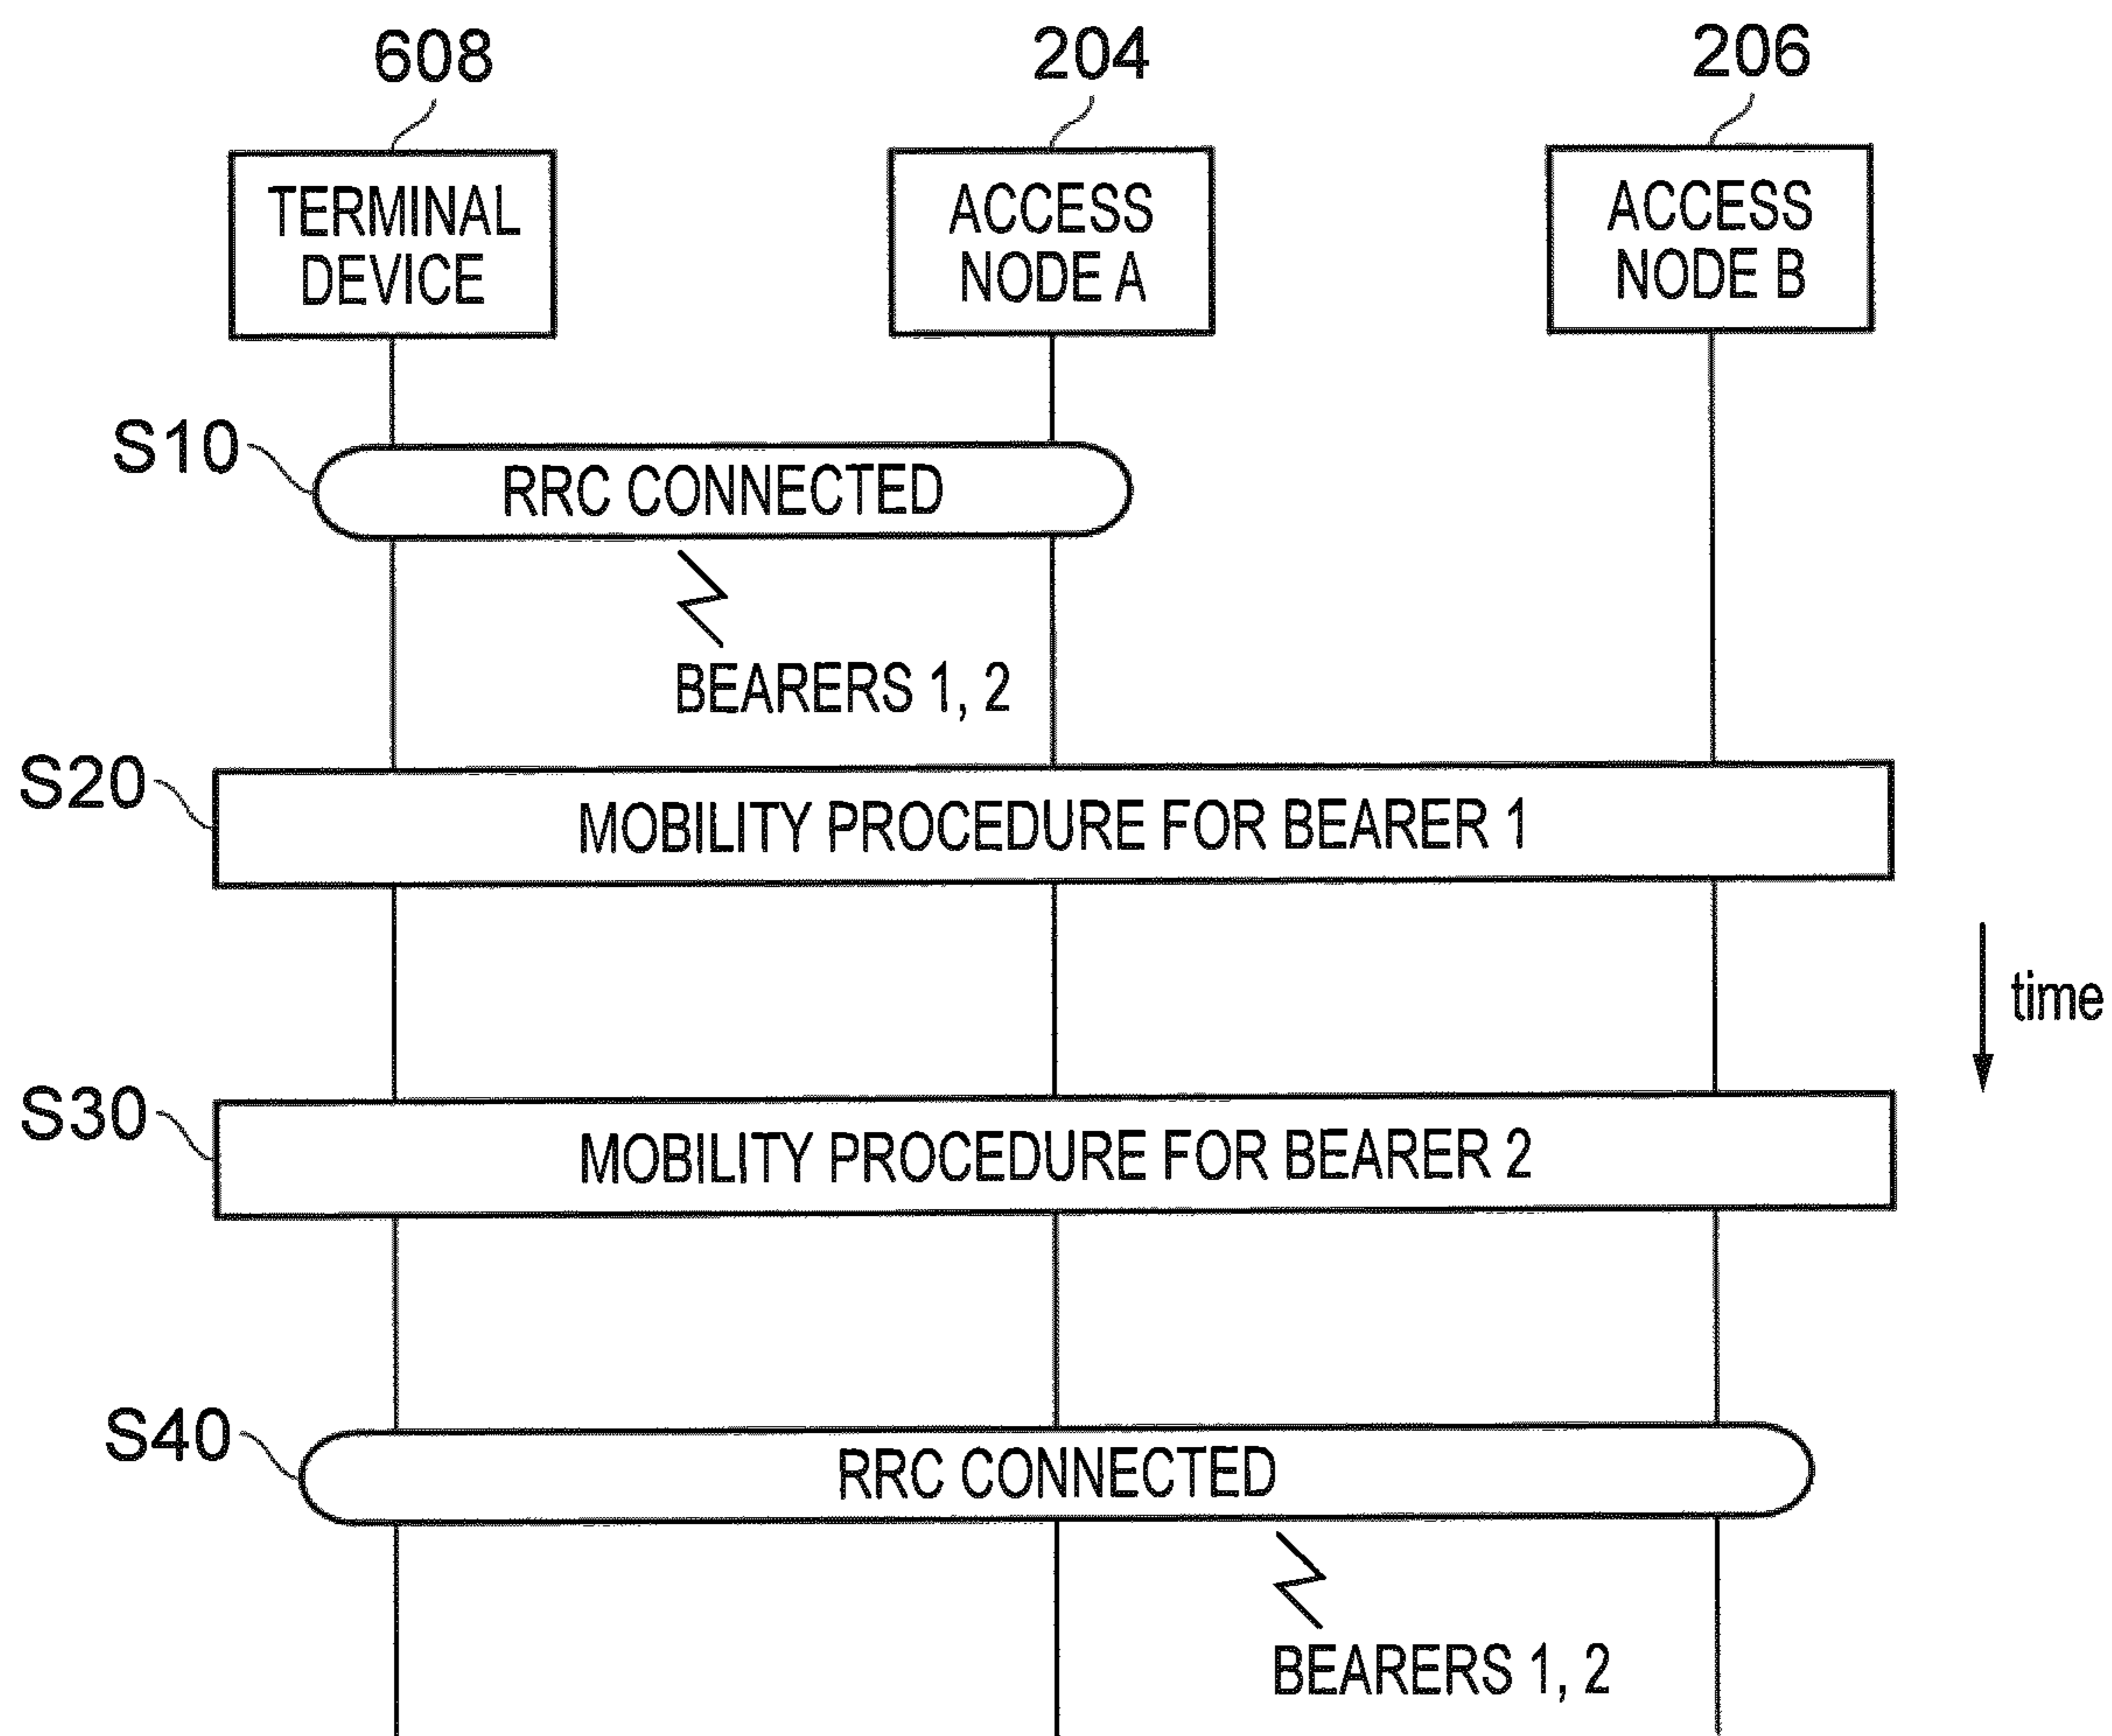 608
204
206
TERMINAL
DEVICE
ACCESS
NODE A
ACCESS
NODE B
S10
RRC CONNECTED
BEARERS 1, 2
S20
MOBILITY PROCEDURE FOR BEARER 1
time
S30
MOBILITY PROCEDURE FOR BEARER 2
S40
RRC CONNECTED
BEARERS 1, 2